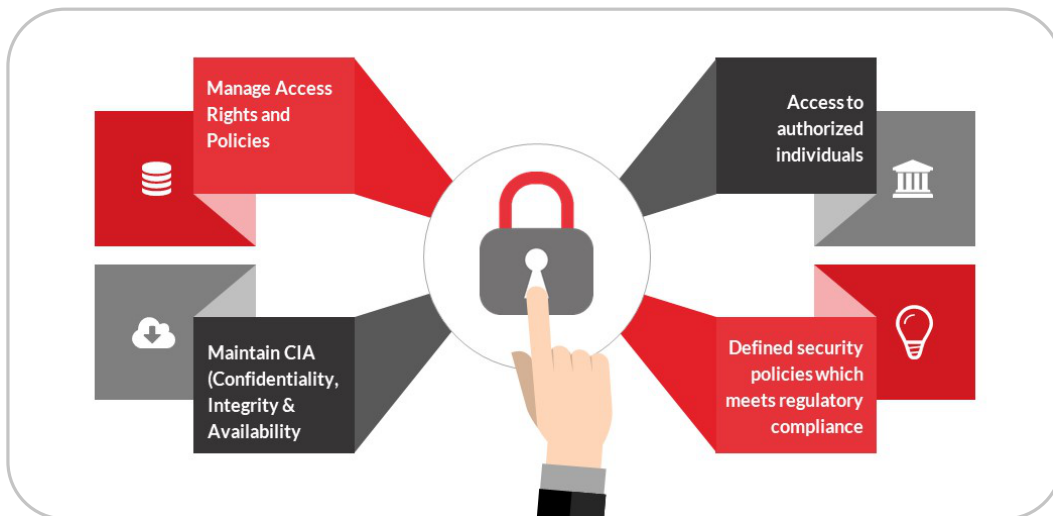 Manage Access
Rights and
Policies
Access to
authorized
individuals
Maintain CIA
(Confidentiality,
Integrity &
Availability
Defined security
policies which
meets regulatory
compliance